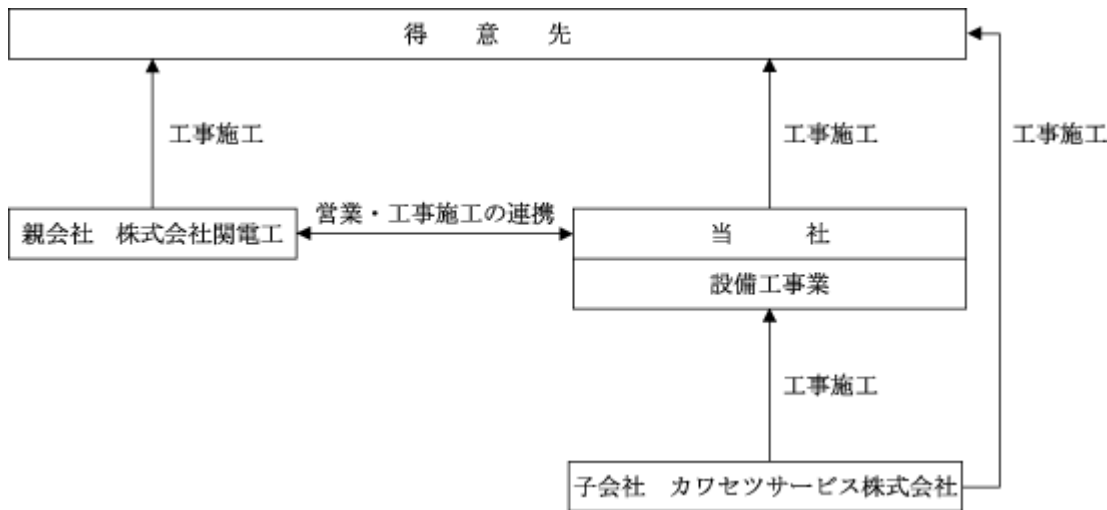 得 意 先
工事施工
工事施工
工事施工
営業・工事施工の連携
親会社 株式会社関電工
当 社
設備工事業
工事施工
子会社 カワセツサービス株式会社